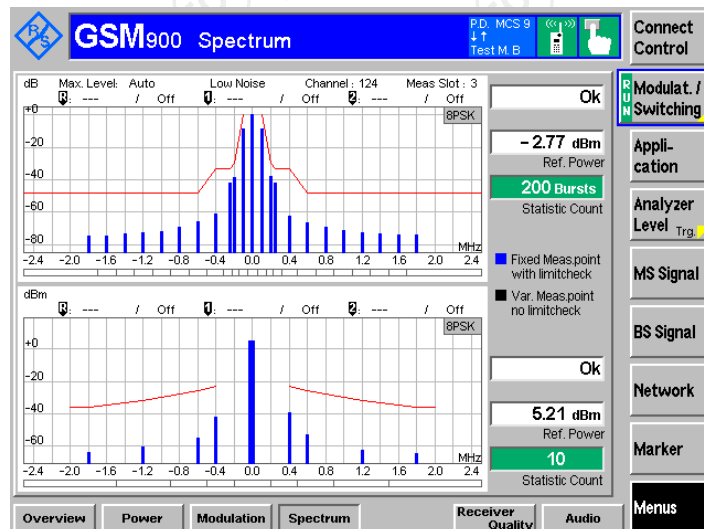 R&S
GSM900 Spectrum
P.D. MCS 9
Test M. B
Connect Control
dB Max. Level: Auto Low Noise Channel : 124 Meas Slot : 3
R: --- / Off 1: --- / Off 2: --- / Off
8PSK
+0
-20
-40
-60
-80
MHz
-2.4 -2.0 -1.6 -1.2 -0.8 -0.4 0.0 0.4 0.8 1.2 1.6 2.0 2.4
Ok
-2.77 dBm
Ref. Power
200 Bursts
Statistic Count
Fixed Meas.point
with limitcheck
Var. Meas.point
no limitcheck
dBm
R: --- / Off 1: --- / Off 2: --- / Off
8PSK
+0
-20
-40
-60
MHz
-2.4 -2.0 -1.6 -1.2 -0.8 -0.4 0.0 0.4 0.8 1.2 1.6 2.0 2.4
Ok
5.21 dBm
Ref. Power
10
Statistic Count
RUN
Modulat. /
Switching
Appli-
cation
Analyzer
Level Trg.
MS Signal
BS Signal
Network
Marker
Menus
Overview Power Modulation Spectrum Receiver Quality Audio